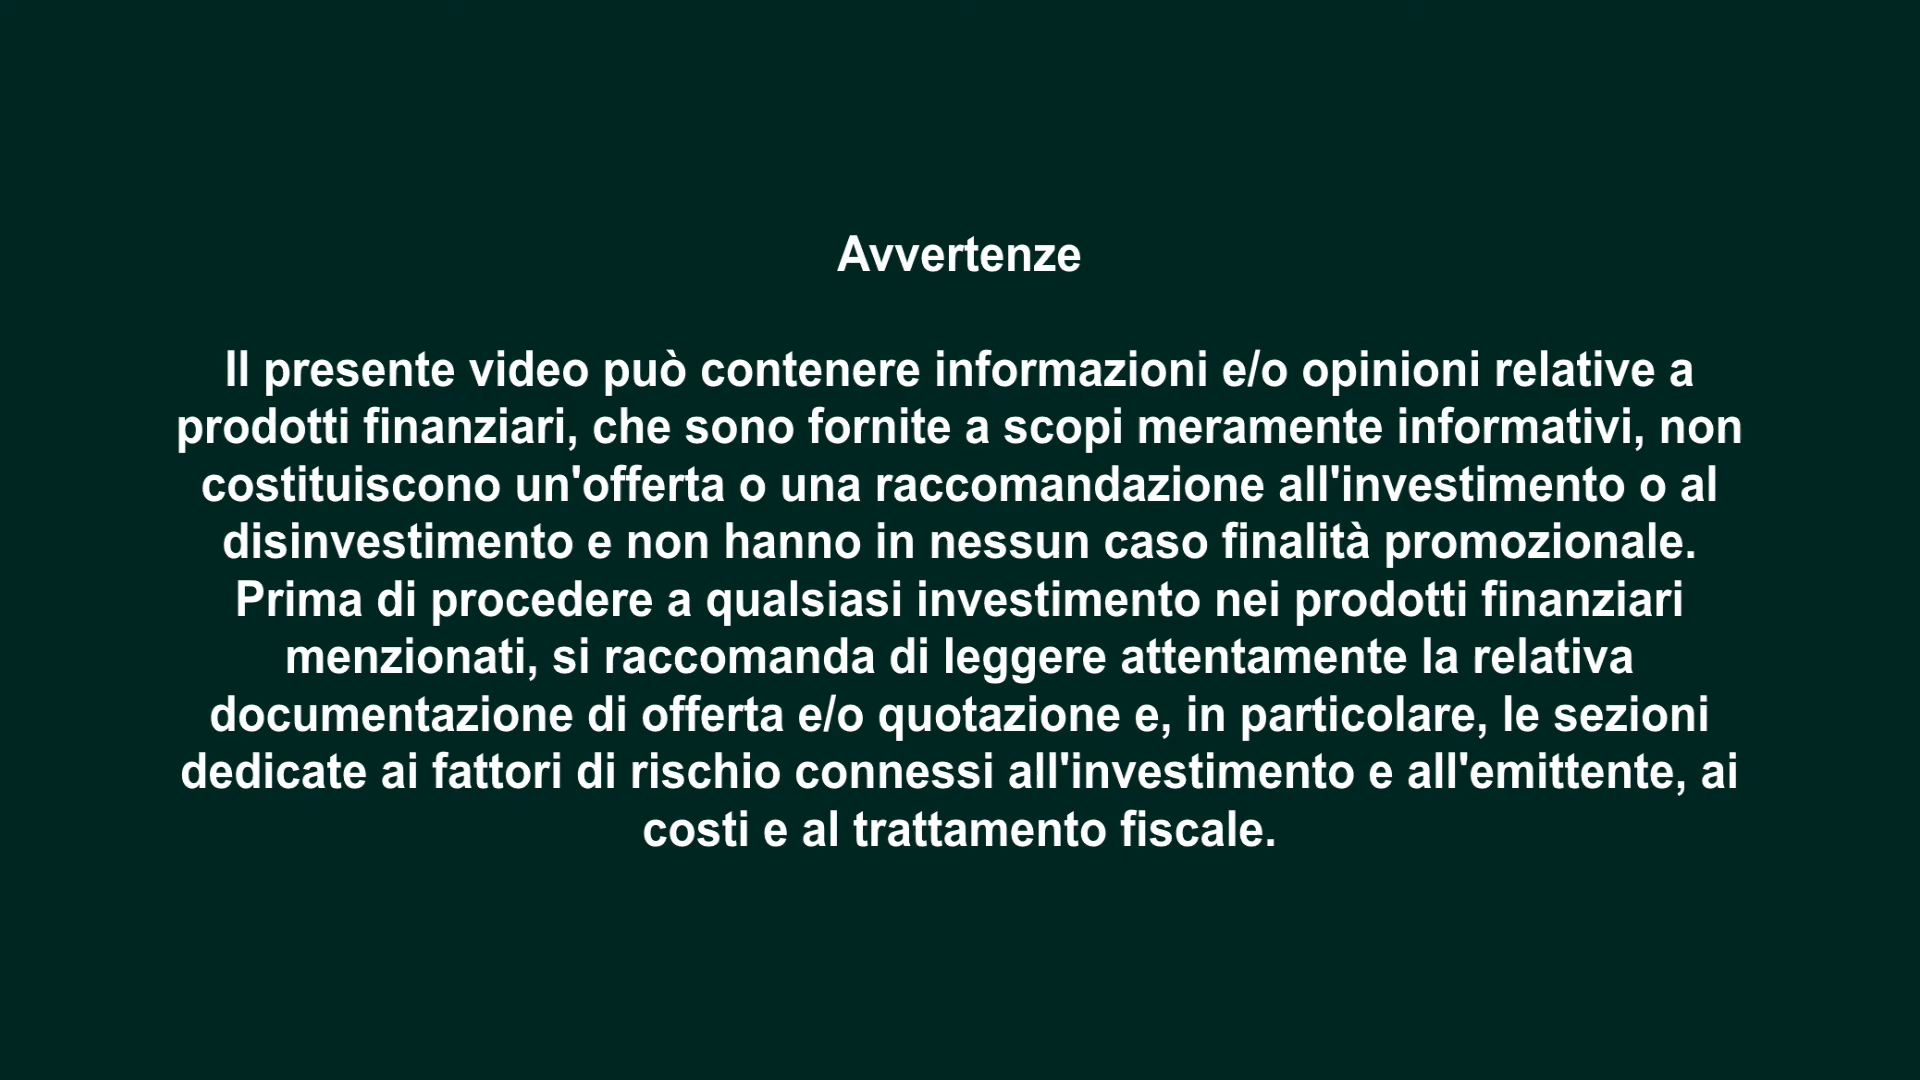 Avvertenze
Il presente video può contenere informazioni e/o opinioni relative a
prodotti finanziari, che sono fornite a scopi meramente informativi, non
costituiscono un'offerta o una raccomandazione all'investimento o al
disinvestimento e non hanno in nessun caso finalità promozionale.
Prima di procedere a qualsiasi investimento nei prodotti finanziari
menzionati, si raccomanda di leggere attentamente la relativa
documentazione di offerta e/o quotazione e, in particolare, le sezioni
dedicate ai fattori di rischio connessi all'investimento e all'emittente, ai
costi e al trattamento fiscale.